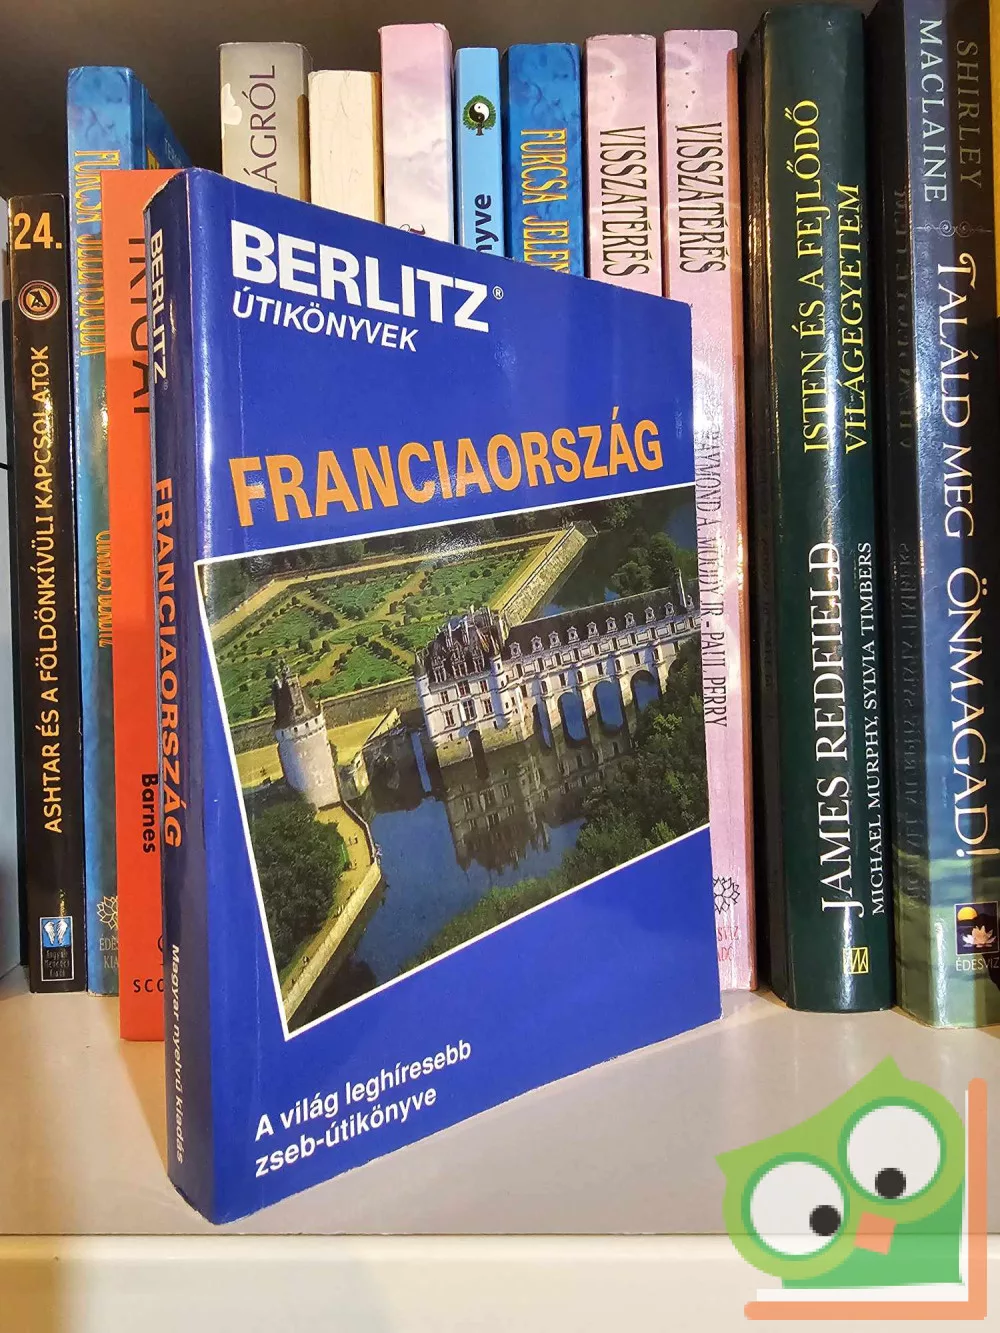 BERLITZ®
ÚTIKÖNYVEK
FRANCIAORSZÁG
A világ leghíresebb
zseb-útikönyve
BERLITZ®
FRANCIAORSZÁG
Magyar nyelvű kiadás
24.
ASHTAR ÉS A FÖLDÖNKÍVÜLI KAPCSOLATOK
FURCSA
Barnes
VISSZATÉRÉS
VISSZATÉRÉS
RAYMOND A. MOODY JR - PAUL PERRY
ISTEN ÉS A FEJLŐDŐ
VILÁGEGYETEM
JAMES REDFIELD
MICHAEL MURPHY, SYLVIA TIMBERS
SHIRLEY
MACLAINE
TALÁLD MEG ÖNMAGAD!
ÉDESVÍZ